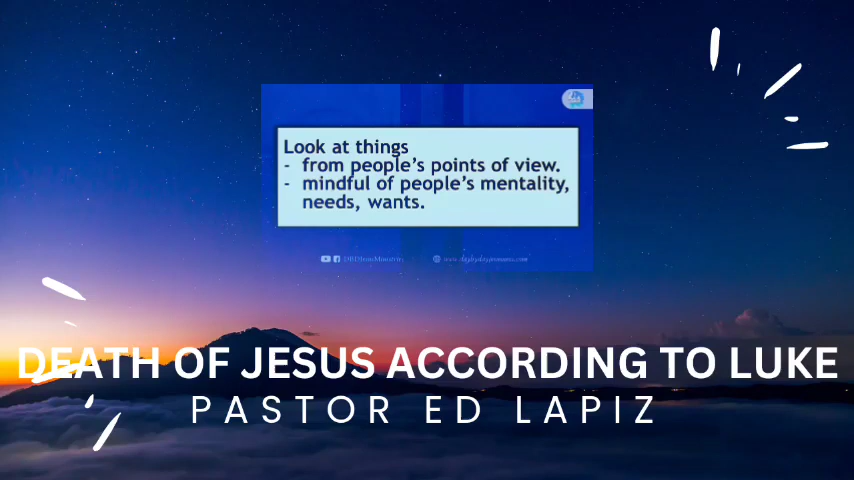 Look at things
- from people's points of view.
- mindful of people's mentality,
needs, wants.
DEATH OF JESUS ACCORDING TO LUKE
PASTOR ED LAPIZ